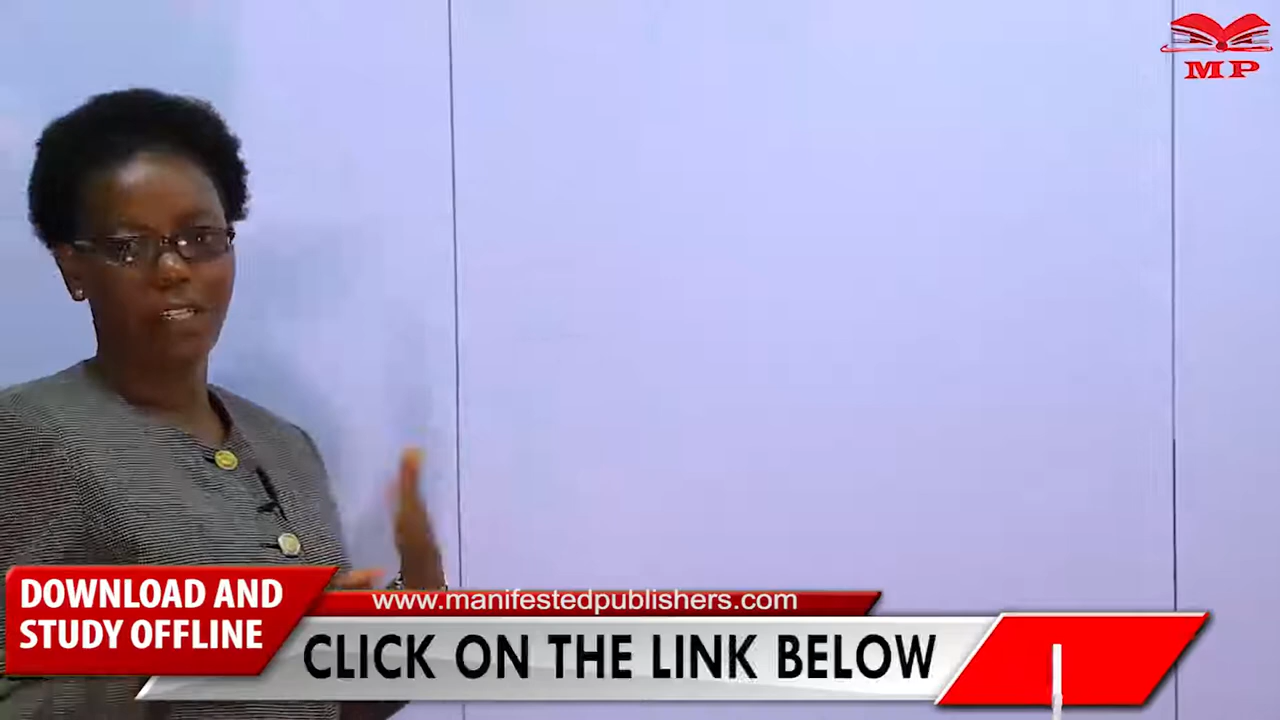 MP
DOWNLOAD AND
STUDY OFFLINE
www.manifestedpublishers.com
CLICK ON THE LINK BELOW